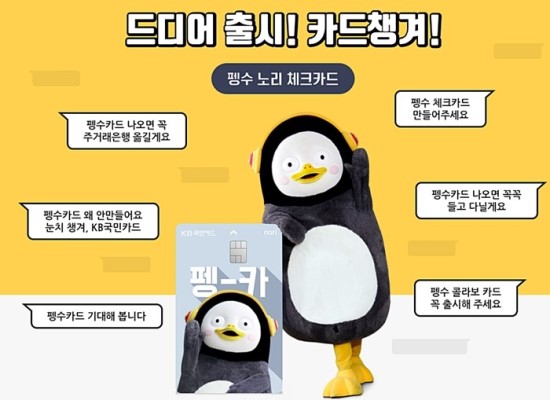 드디어 출시! 카드챙겨!
펭수 노리 체크카드
펭수 체크카드
만들어주세요
펭수카드 나오면 꼭
주거래은행 옮길게요
펭수카드 나오면 꼭꼭
들고 다닐게요
펭수카드 왜 안만들어요
눈치 챙겨, KB국민카드
펭수 콜라보 카드
꼭 출시해 주세요
펭수카드 기대해 봅니다
KB국민카드
nori
펭-카